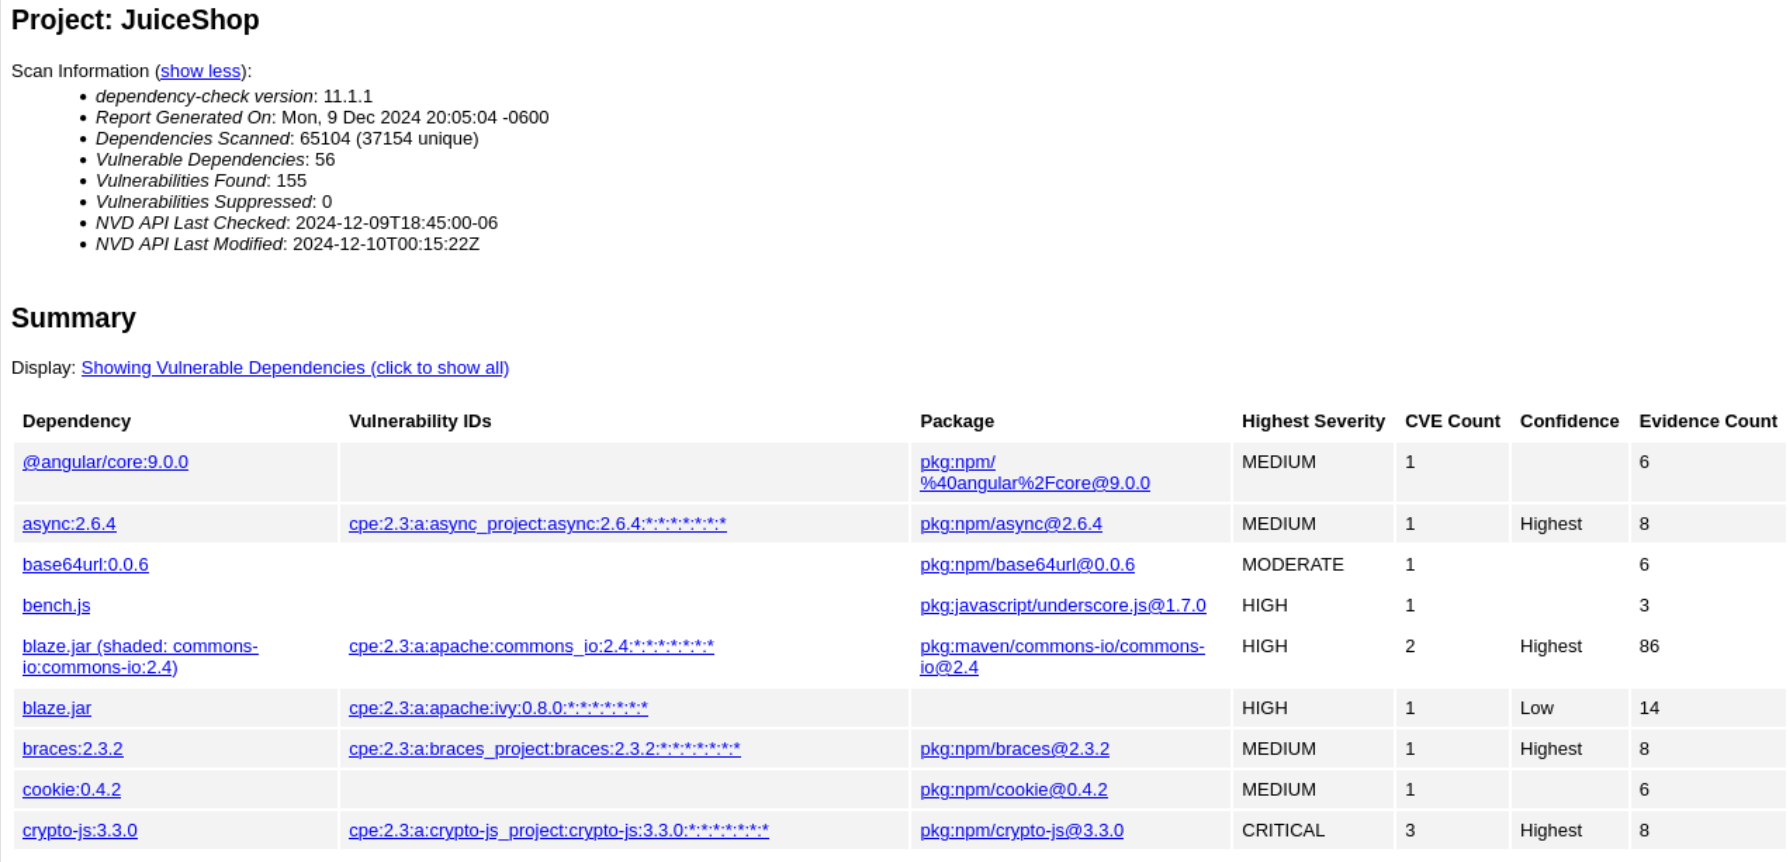 Project: JuiceShop
Scan Information (show less):
• dependency-check version: 11.1.1
• Report Generated On: Mon, 9 Dec 2024 20:05:04 -0600
• Dependencies Scanned: 65104 (37154 unique)
• Vulnerable Dependencies: 56
• Vulnerabilities Found: 155
• Vulnerabilities Suppressed: 0
• NVD API Last Checked: 2024-12-09T18:45:00-06
• NVD API Last Modified: 2024-12-10T00:15:22Z
Summary
Display: Showing Vulnerable Dependencies (click to show all)
Dependency Vulnerability IDs Package Highest Severity CVE Count Confidence Evidence Count
@angular/core:9.0.0 pkg:npm/ MEDIUM 1 6
%40angular%2Fcore@9.0.0
async:2.6.4 cpe:2.3:a:async_project:async:2.6.4:*:*:*:*:*:*:* pkg:npm/async@2.6.4 MEDIUM 1 Highest 8
base64url:0.0.6 pkg:npm/base64url@0.0.6 MODERATE 1 6
bench.js pkg:javascript/underscore.js@1.7.0 HIGH 1 3
blaze.jar (shaded: commons- cpe:2.3:a:apache:commons_io:2.4:*:*:*:*:*:*:* pkg:maven/commons-io/commons- HIGH 2 Highest 86
io:commons-io:2.4) io@2.4
blaze.jar cpe:2.3:a:apache:ivy:0.8.0:*:*:*:*:*:*:* HIGH 1 Low 14
braces:2.3.2 cpe:2.3:a:braces_project:braces:2.3.2:*:*:*:*:*:*:* pkg:npm/braces@2.3.2 MEDIUM 1 Highest 8
cookie:0.4.2 pkg:npm/cookie@0.4.2 MEDIUM 1 6
crypto-js:3.3.0 cpe:2.3:a:crypto-js_project:crypto-js:3.3.0:*:*:*:*:*:*:* pkg:npm/crypto-js@3.3.0 CRITICAL 3 Highest 8